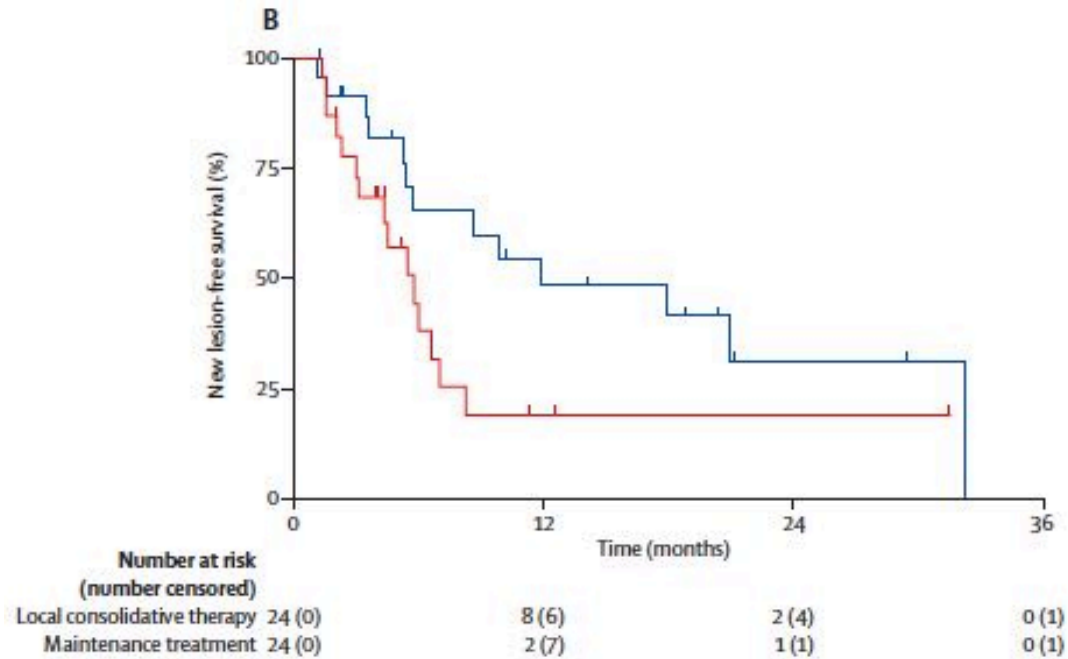 B
100
75
50
25
0
New lesion-free survival (%)
0 12 24 36
Time (months)
Number at risk
(number censored)
Local consolidative therapy 24 (0) 8 (6) 2 (4) 0 (1)
Maintenance treatment 24 (0) 2 (7) 1 (1) 0 (1)